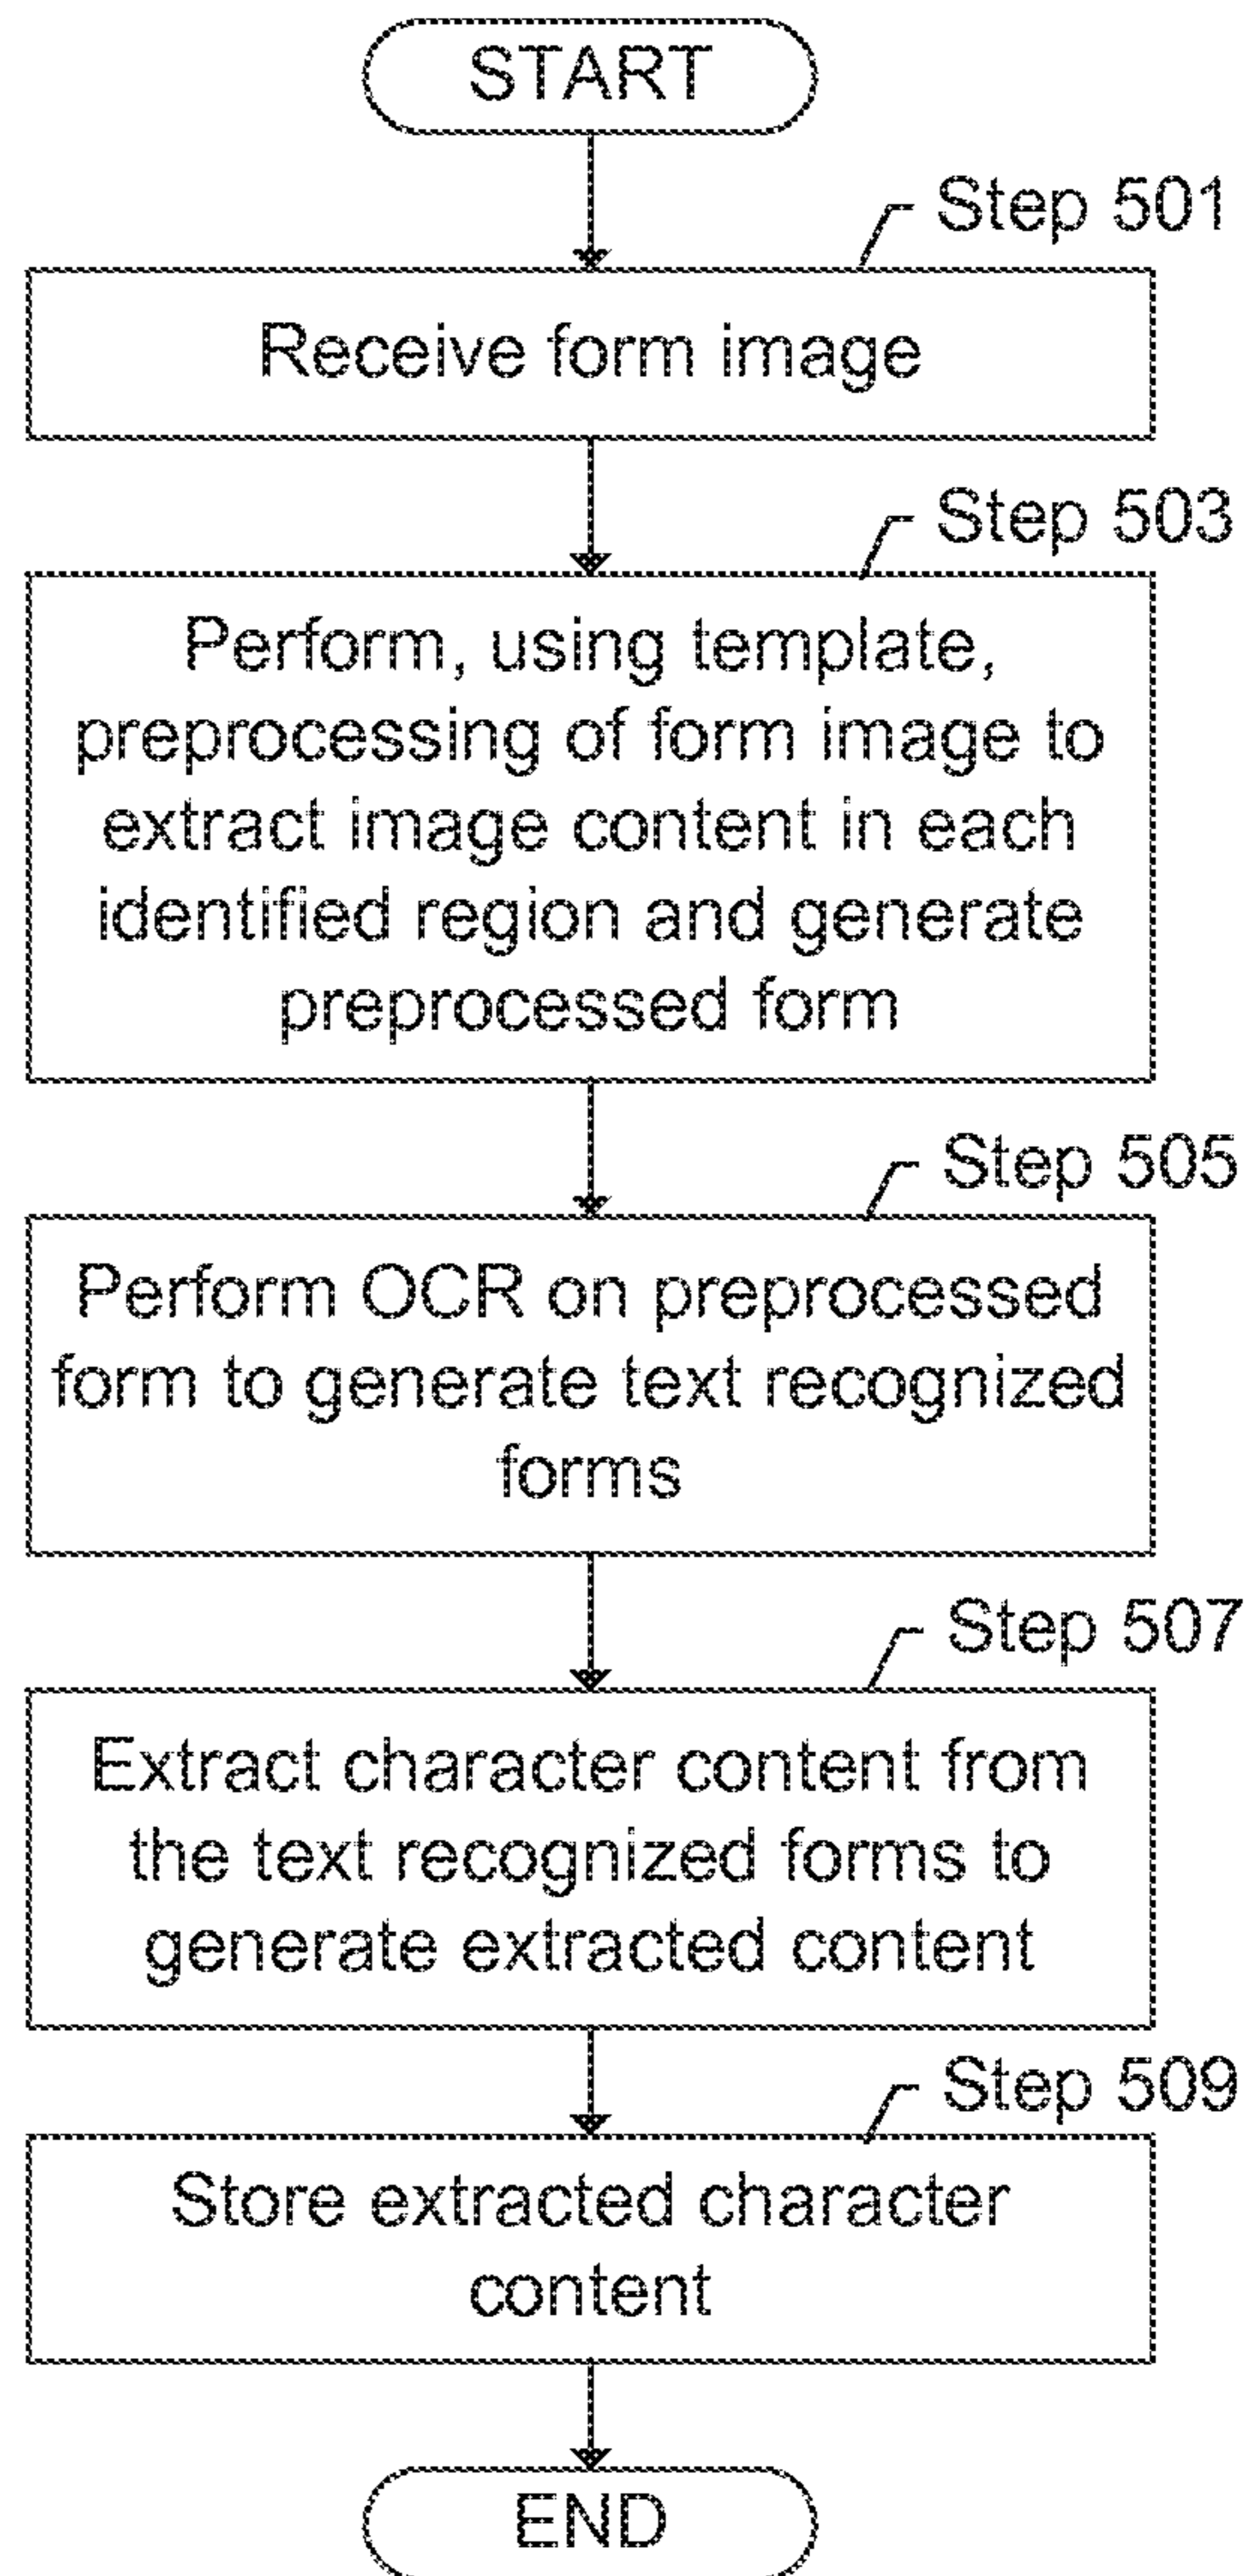 START
Step 501
Receive form image
Step 503
Perform, using template,
preprocessing of form image to
extract image content in each
identified region and generate
preprocessed form
Step 505
Perform OCR on preprocessed
form to generate text recognized
forms
Step 507
Extract character content from
the text recognized forms to
generate extracted content
Step 509
Store extracted character
content
END